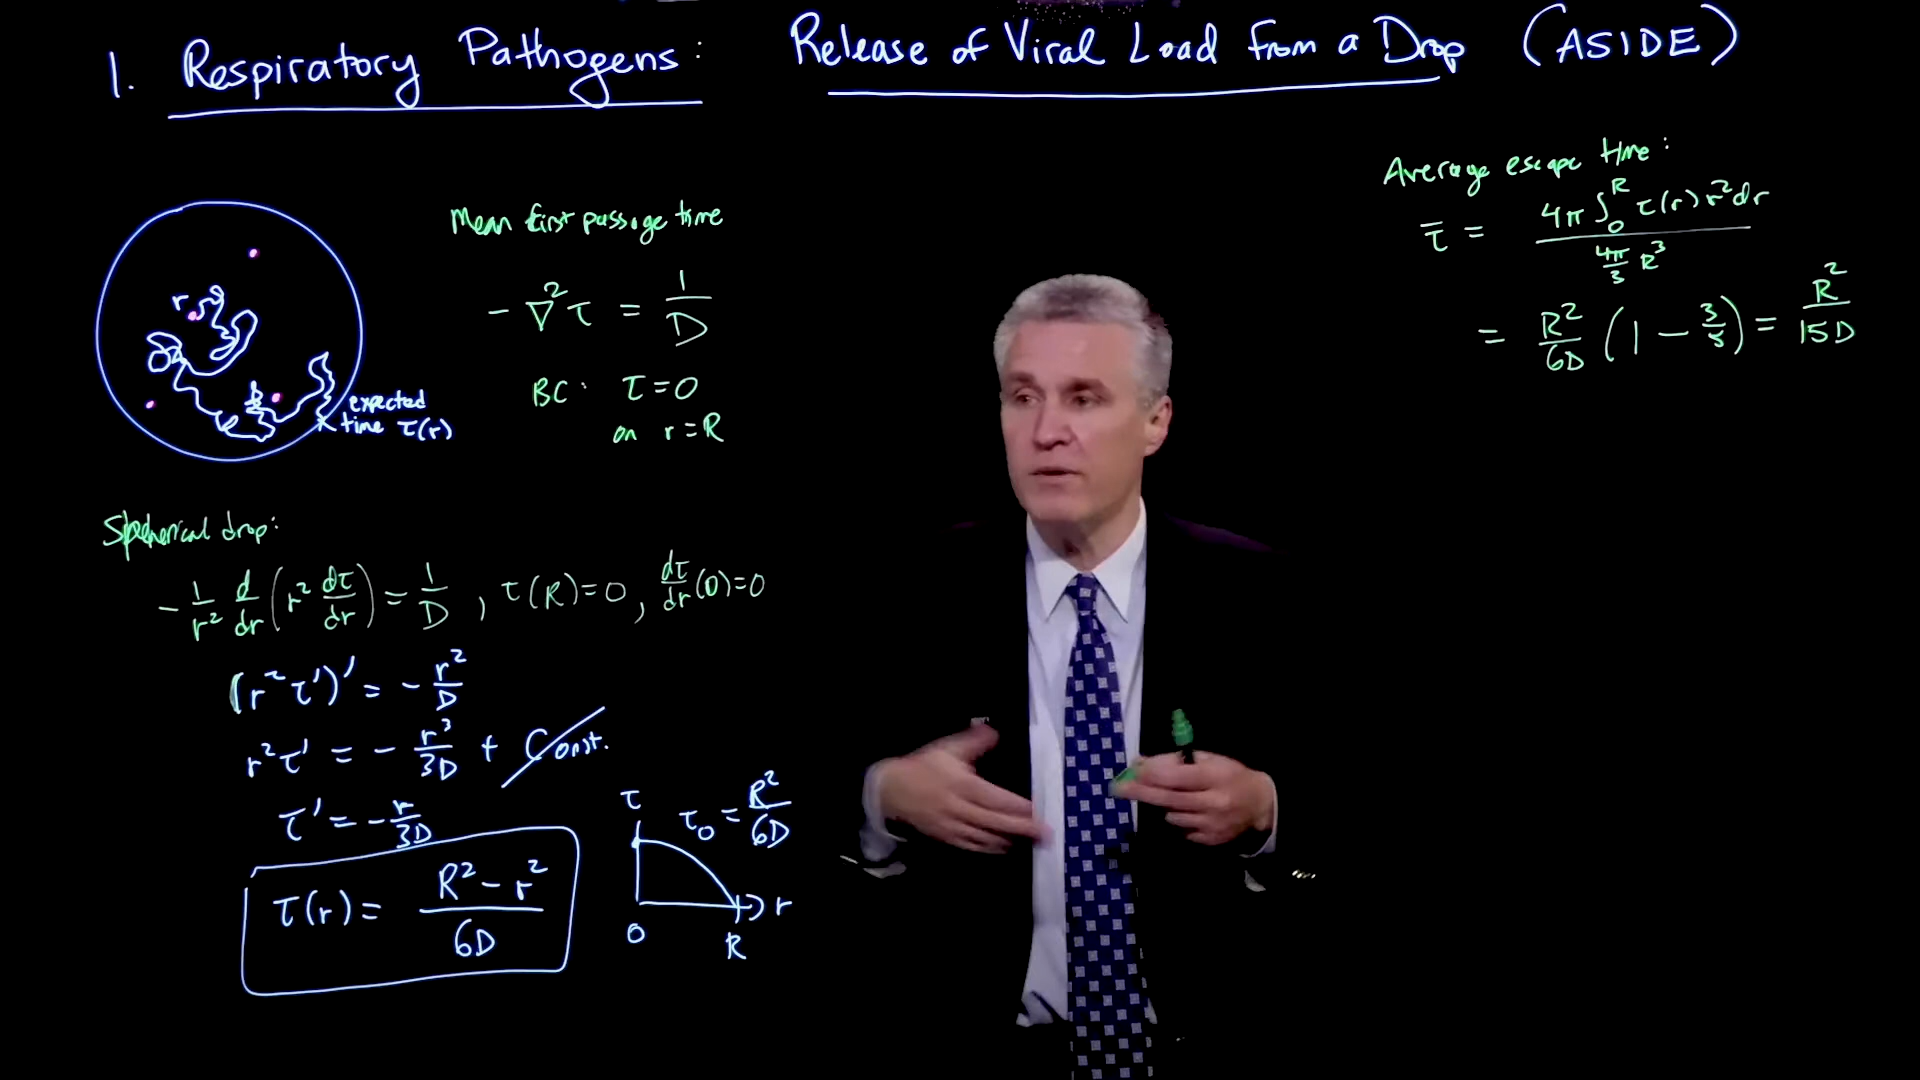 1. Respiratory Pathogens: Release of Viral Load from a Drop (ASIDE)
Mean first passage time
-∇²τ = 1/D
BC: τ=0
on r=R
r
expected
time τ(r)
Spherical drop:
-1/r² d/dr (r² dτ/dr) = 1/D , τ(R)=0, dτ/dr(0)=0
(r²τ')' = -r²/D
r²τ' = -r³/3D + Const.
τ' = -r/3D
τ(r) = (R²-r²)/6D
τ
τ₀ = R²/6D
r
0
R
Average escape time:
τ̄ = 4π∫₀ᴿ τ(r)r²dr / (4π/3 R³)
= R²/6D (1 - 3/5) = R²/15D